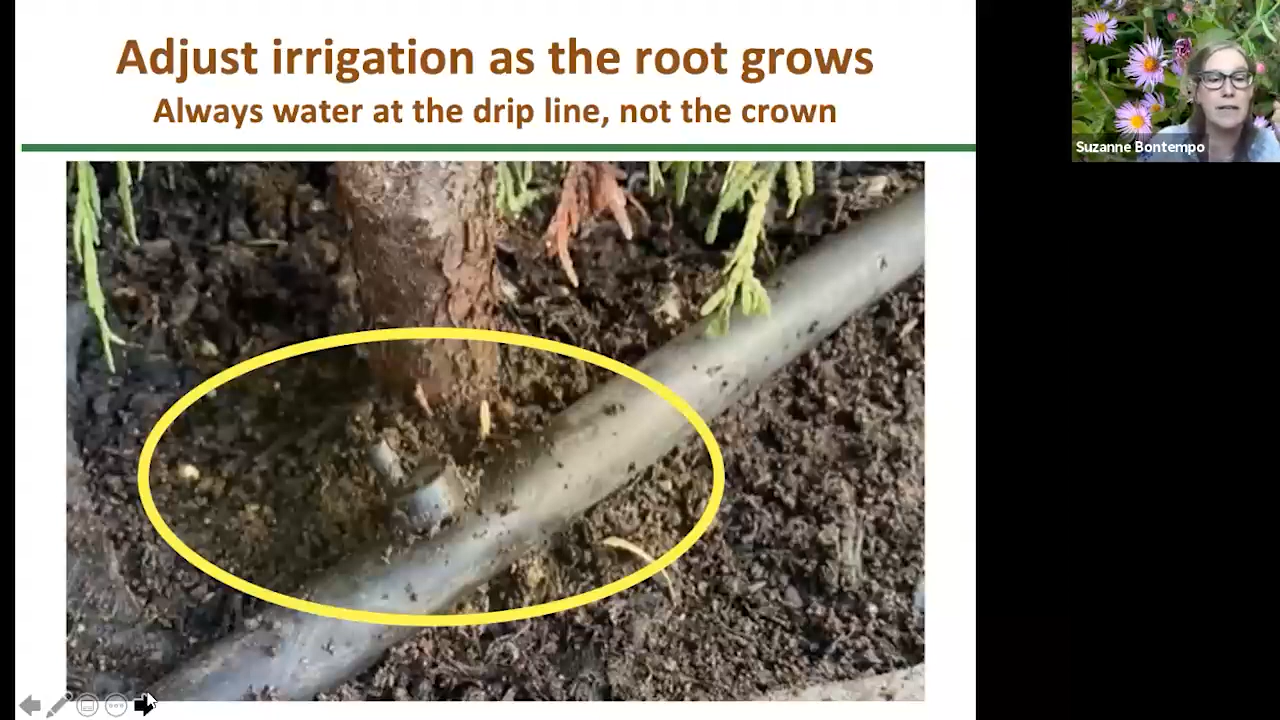 Adjust irrigation as the root grows
Always water at the drip line, not the crown
Suzanne Bontempo